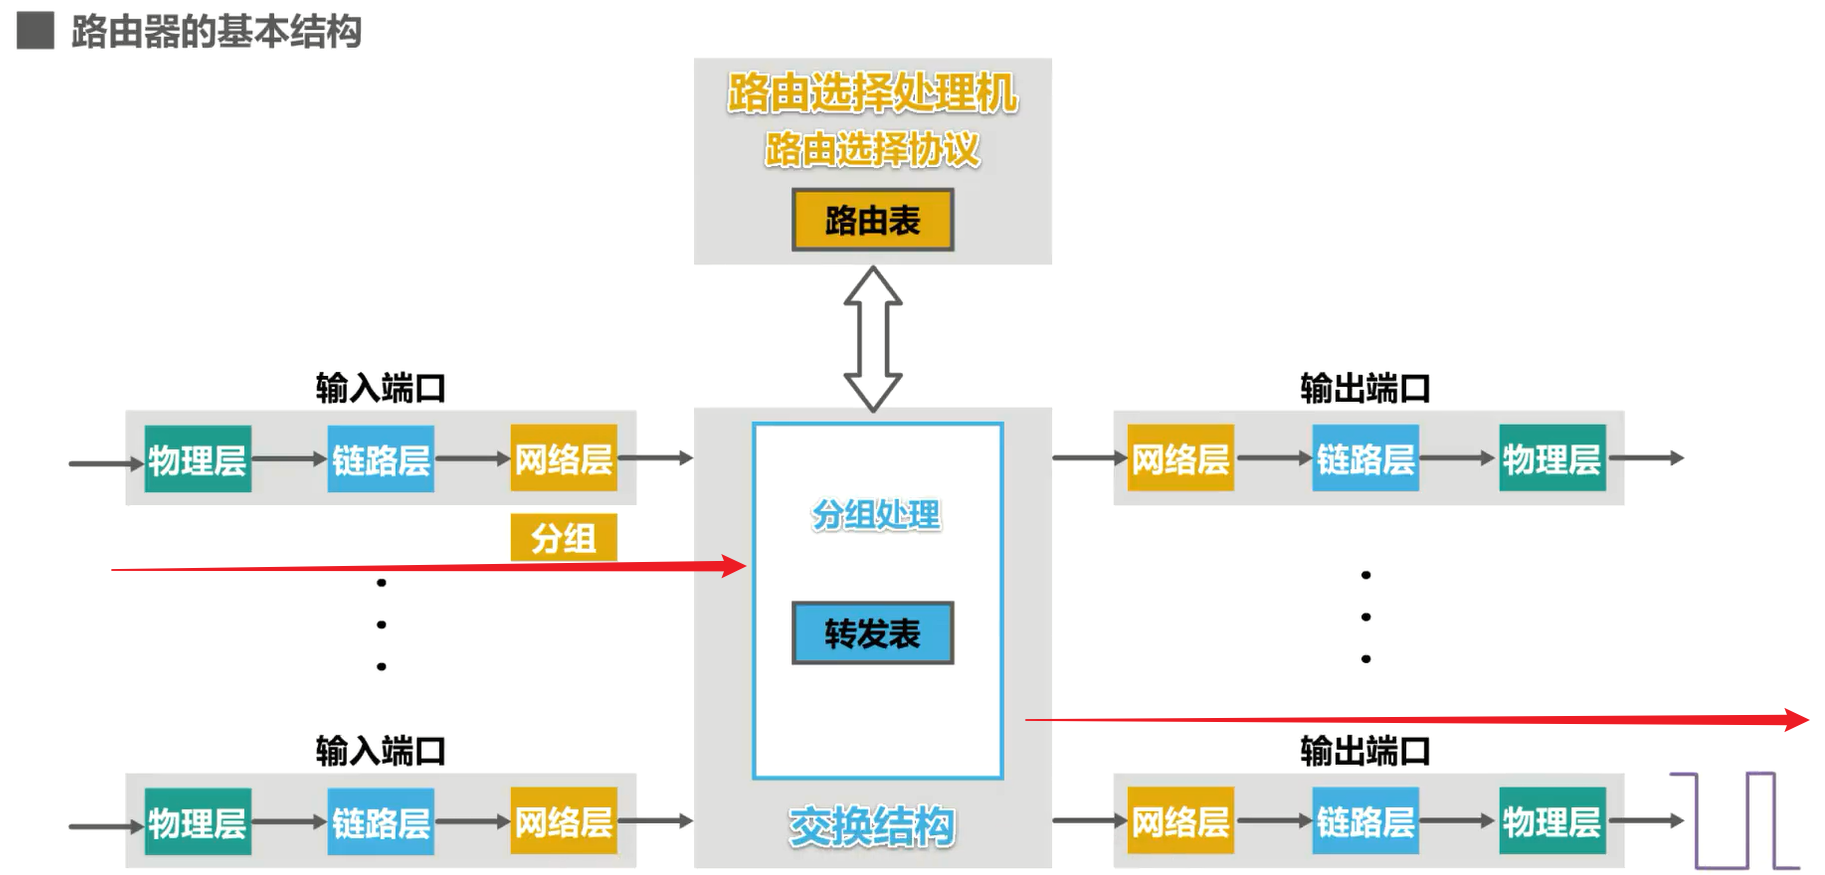 路由器的基本结构
路由选择处理机
路由选择协议
路由表
输入端口
输出端口
物理层 链路层 网络层
网络层 链路层 物理层
分组处理
分组
转发表
输入端口
输出端口
物理层 链路层 网络层
交换结构
网络层 链路层 物理层